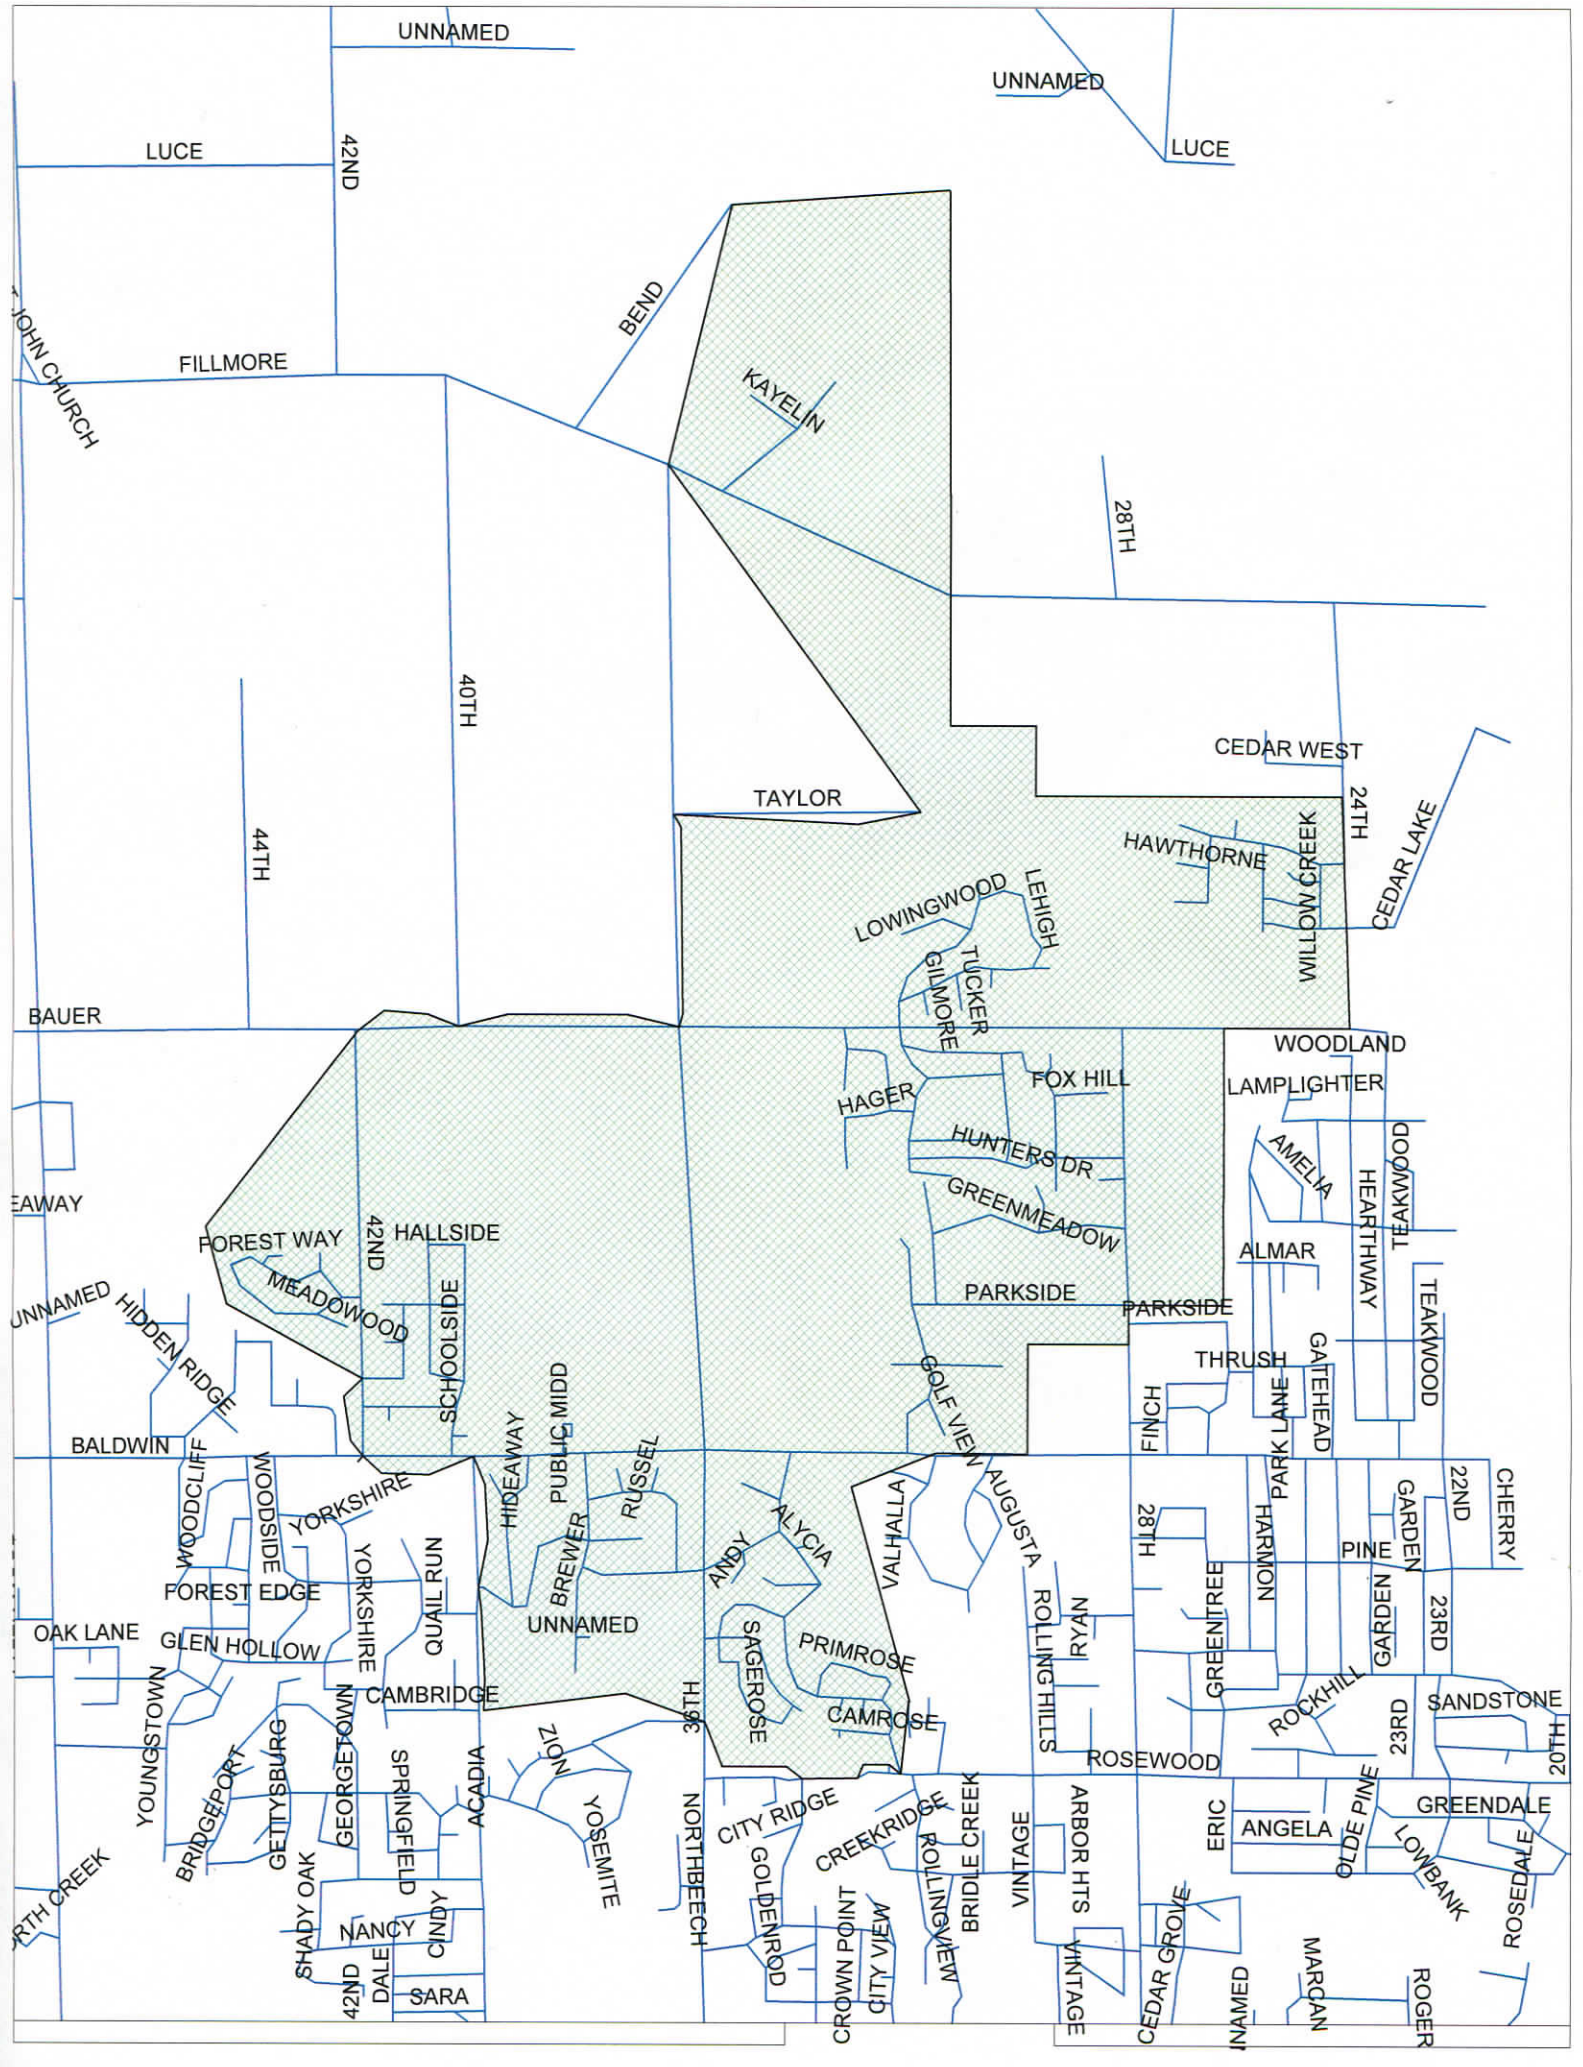 UNNAMED
UNNAMED
42ND
LUCE
LUCE
BEND
JOHN CHURCH
FILLMORE
KAYELIN
28TH
40TH
CEDAR WEST
TAYLOR
24TH
CEDAR LAKE
44TH
HAWTHORNE
WILLOW CREEK
LOWINGWOOD
LEHIGH
GILMORE
TUCKER
BAUER
WOODLAND
LAMPLIGHTER
FOX HILL
HAGER
HUNTERS DR
AMELIA
TEAKWOOD
HEARTHWAY
EAWAY
GREENMEADOW
FOREST WAY
42ND
HALLSIDE
ALMAR
MEADOWOOD
SCHOOLSIDE
PARKSIDE
PARKSIDE
UNNAMED
HIDDEN RIDGE
TEAKWOOD
THRUSH
GATEHEAD
GOLF VIEW
FINCH
PARK LANE
BALDWIN
WOODCLIFF
WOODSIDE
YORKSHIRE
HIDEAWAY
PUBLIC MIDD
RUSSEL
BREWER
ANDY
ALYCIA
VALHALLA
AUGUSTA
28TH
HARMON
GARDEN
22ND
CHERRY
PINE
FOREST EDGE
YORKSHIRE
QUAIL RUN
UNNAMED
ROLLING HILLS
RYAN
GREENTREE
GARDEN
23RD
OAK LANE
GLEN HOLLOW
SAGEROSE
PRIMROSE
CAMBRIDGE
36TH
CAMROSE
ROCKHILL
23RD
SANDSTONE
20TH
YOUNGSTOWN
BRIDGEPORT
GETTYSBURG
GEORGETOWN
SPRINGFIELD
ACADIA
ZION
ROSEWOOD
YOSEMITE
NORTHBEECH
CITY RIDGE
CREEKRIDGE
BRIDLE CREEK
VINTAGE
ARBOR HTS
ERIC
ANGELA
OLDE PINE
GREENDALE
LOWBANK
ROSEDALE
RTH CREEK
SHADY OAK
NANCY
CINDY
GOLDENROD
CROWN POINT
CITY VIEW
ROLLINGVIEW
VINTAGE
CEDAR GROVE
42ND
DALE
SARA
NAMED
MARCAN
ROGER